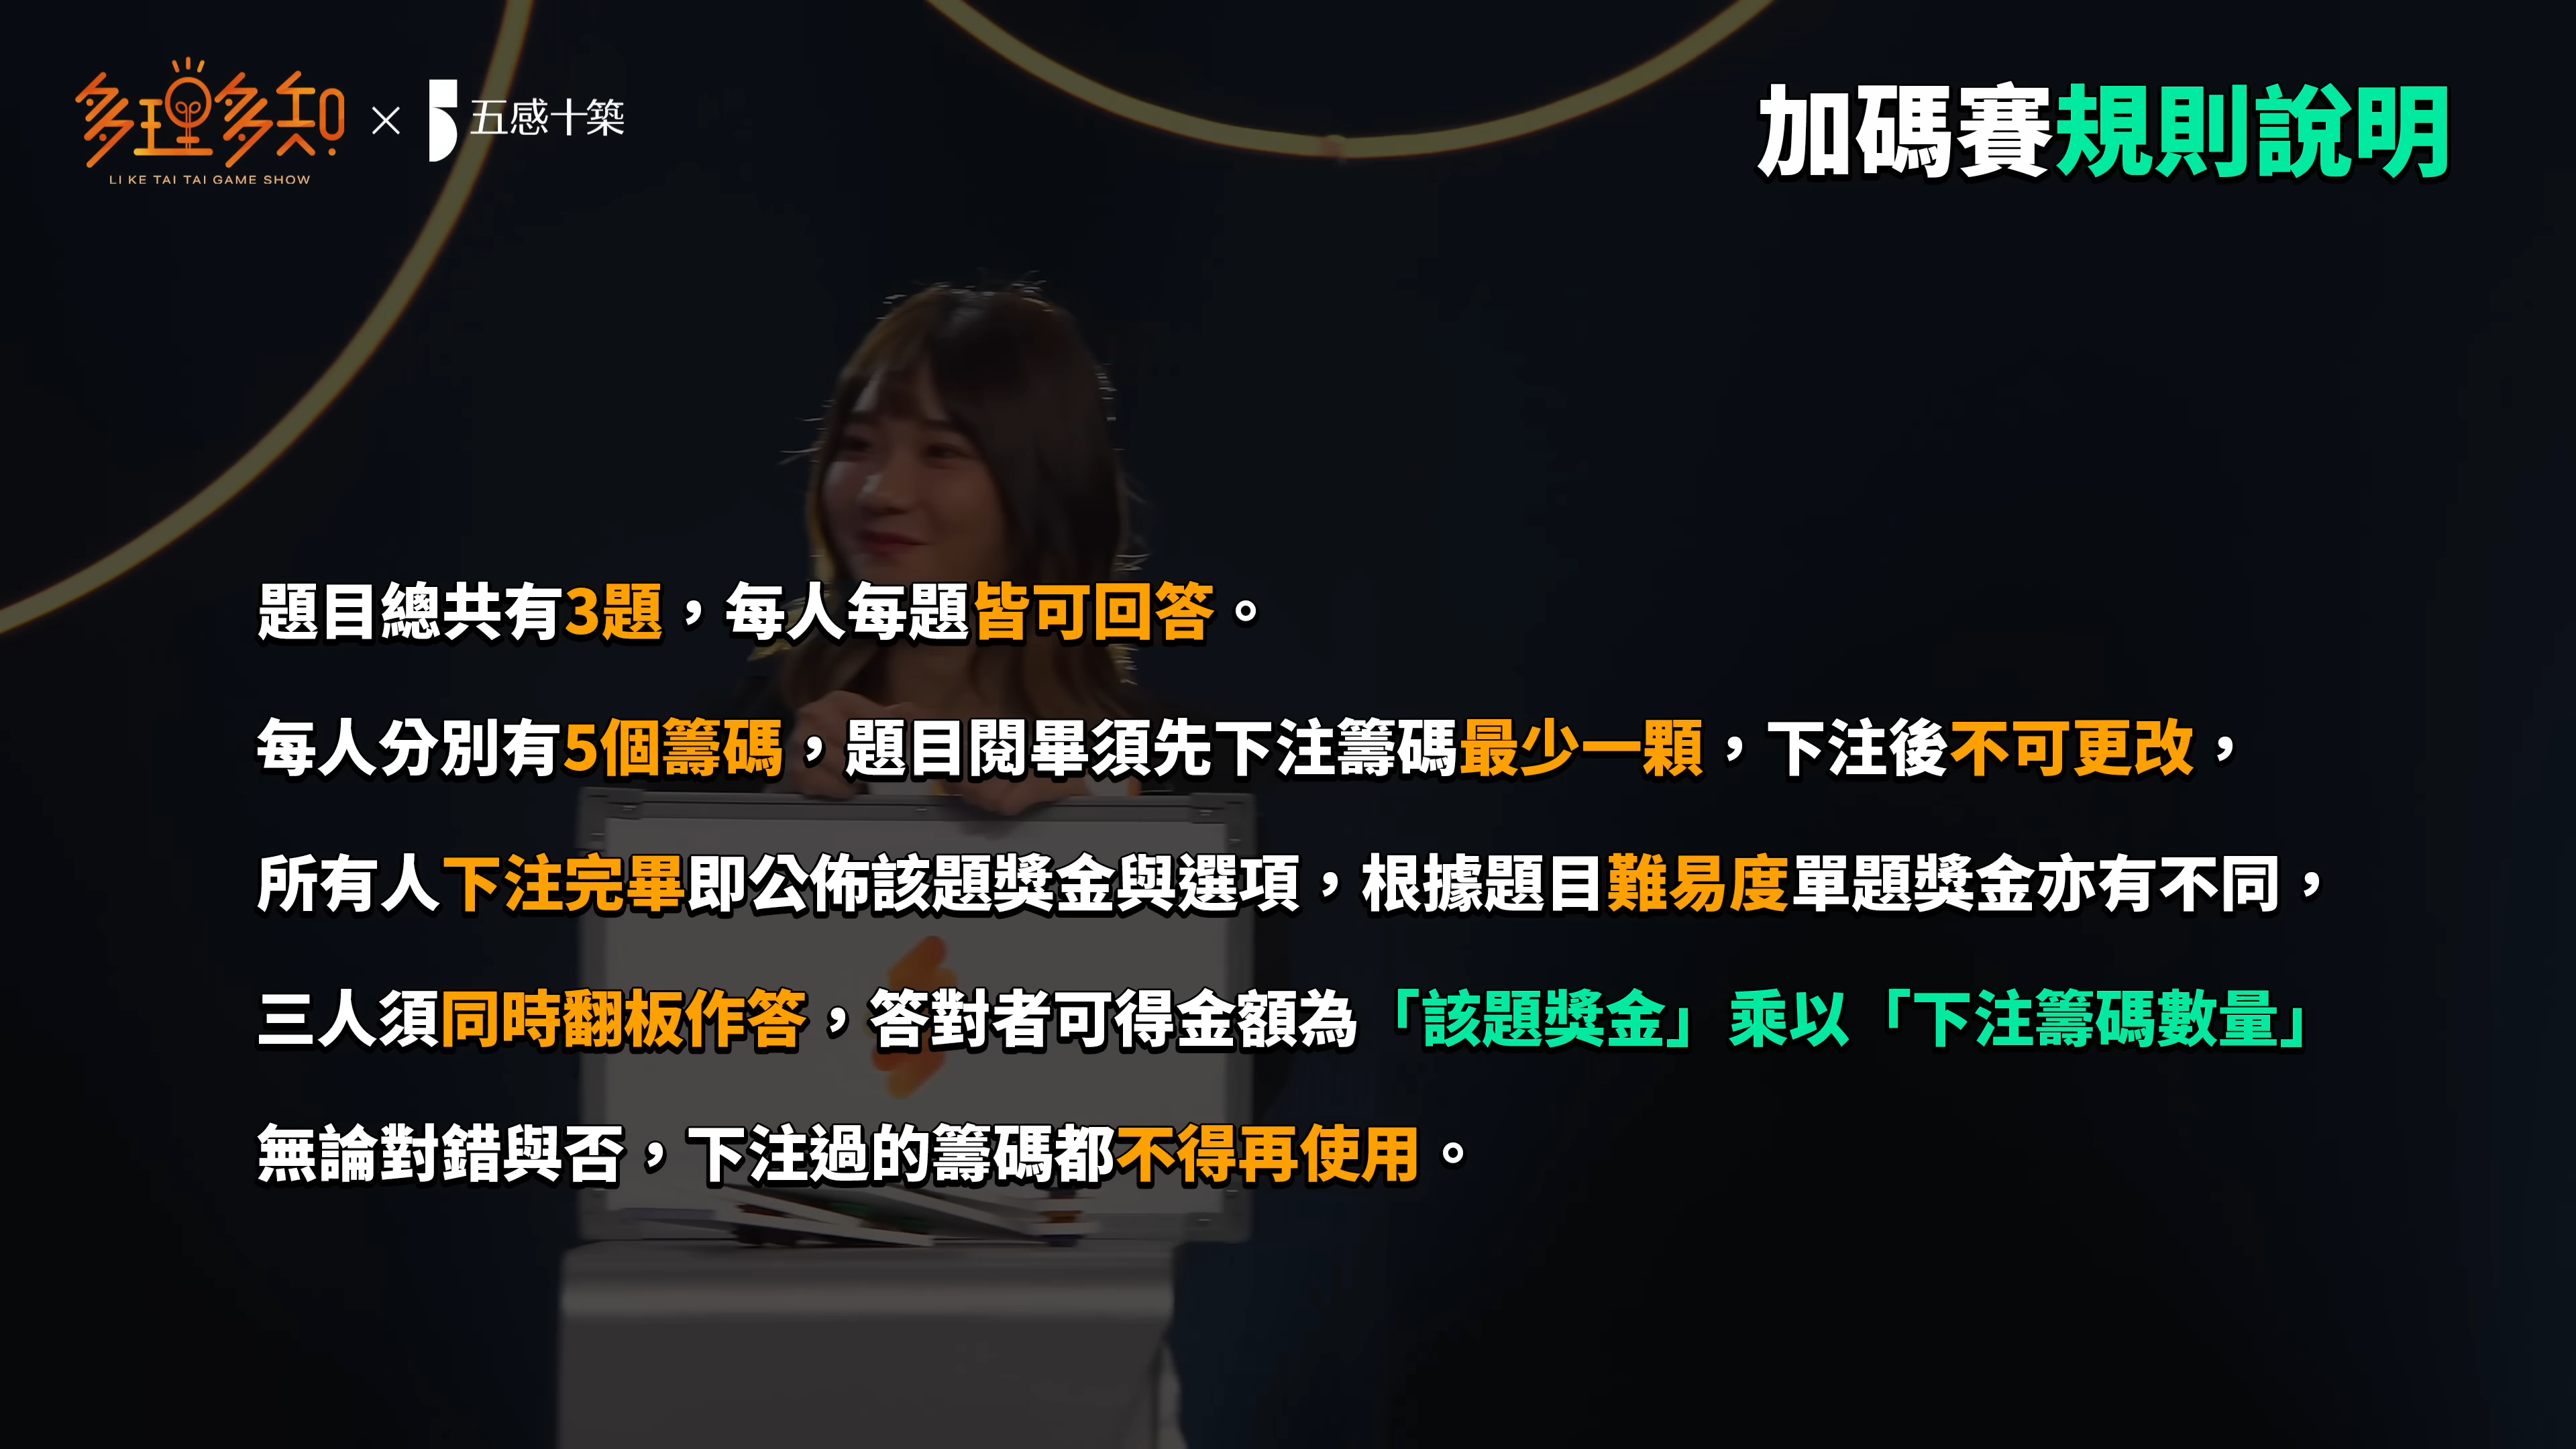 多理多知
LI KE TAI TAI GAME SHOW
× 五感十築
加碼賽規則說明
題目總共有3題，每人每題皆可回答。
每人分別有5個籌碼，題目閱畢須先下注籌碼最少一顆，下注後不可更改，
所有人下注完畢即公佈該題獎金與選項，根據題目難易度單題獎金亦有不同，
三人須同時翻板作答，答對者可得金額為「該題獎金」乘以「下注籌碼數量」
無論對錯與否，下注過的籌碼都不得再使用。